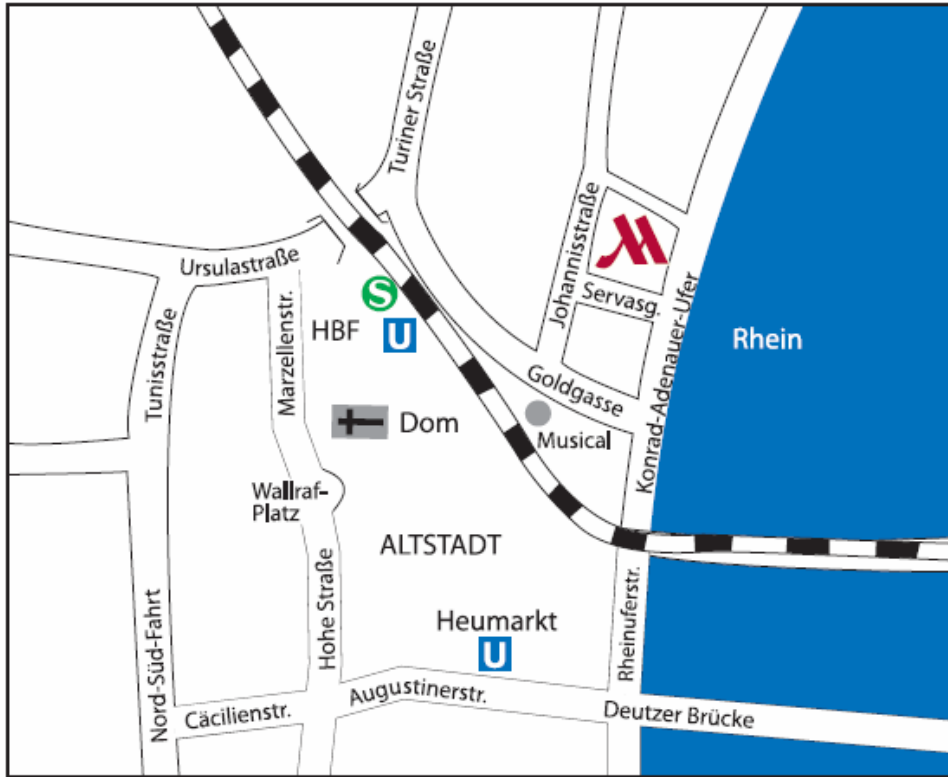 Turiner Straße
Johannisstraße
Ursulastraße
Servasg.
S
Tunisstraße
Marzellenstr.
HBF
U
Konrad-Adenauer-Ufer
Rhein
Goldgasse
Dom
Musical
Wallraf-
Platz
ALTSTADT
Nord-Süd-Fahrt
Hohe Straße
Heumarkt
U
Rheinuferstr.
Augustinerstr.
Cäcilienstr.
Deutzer Brücke